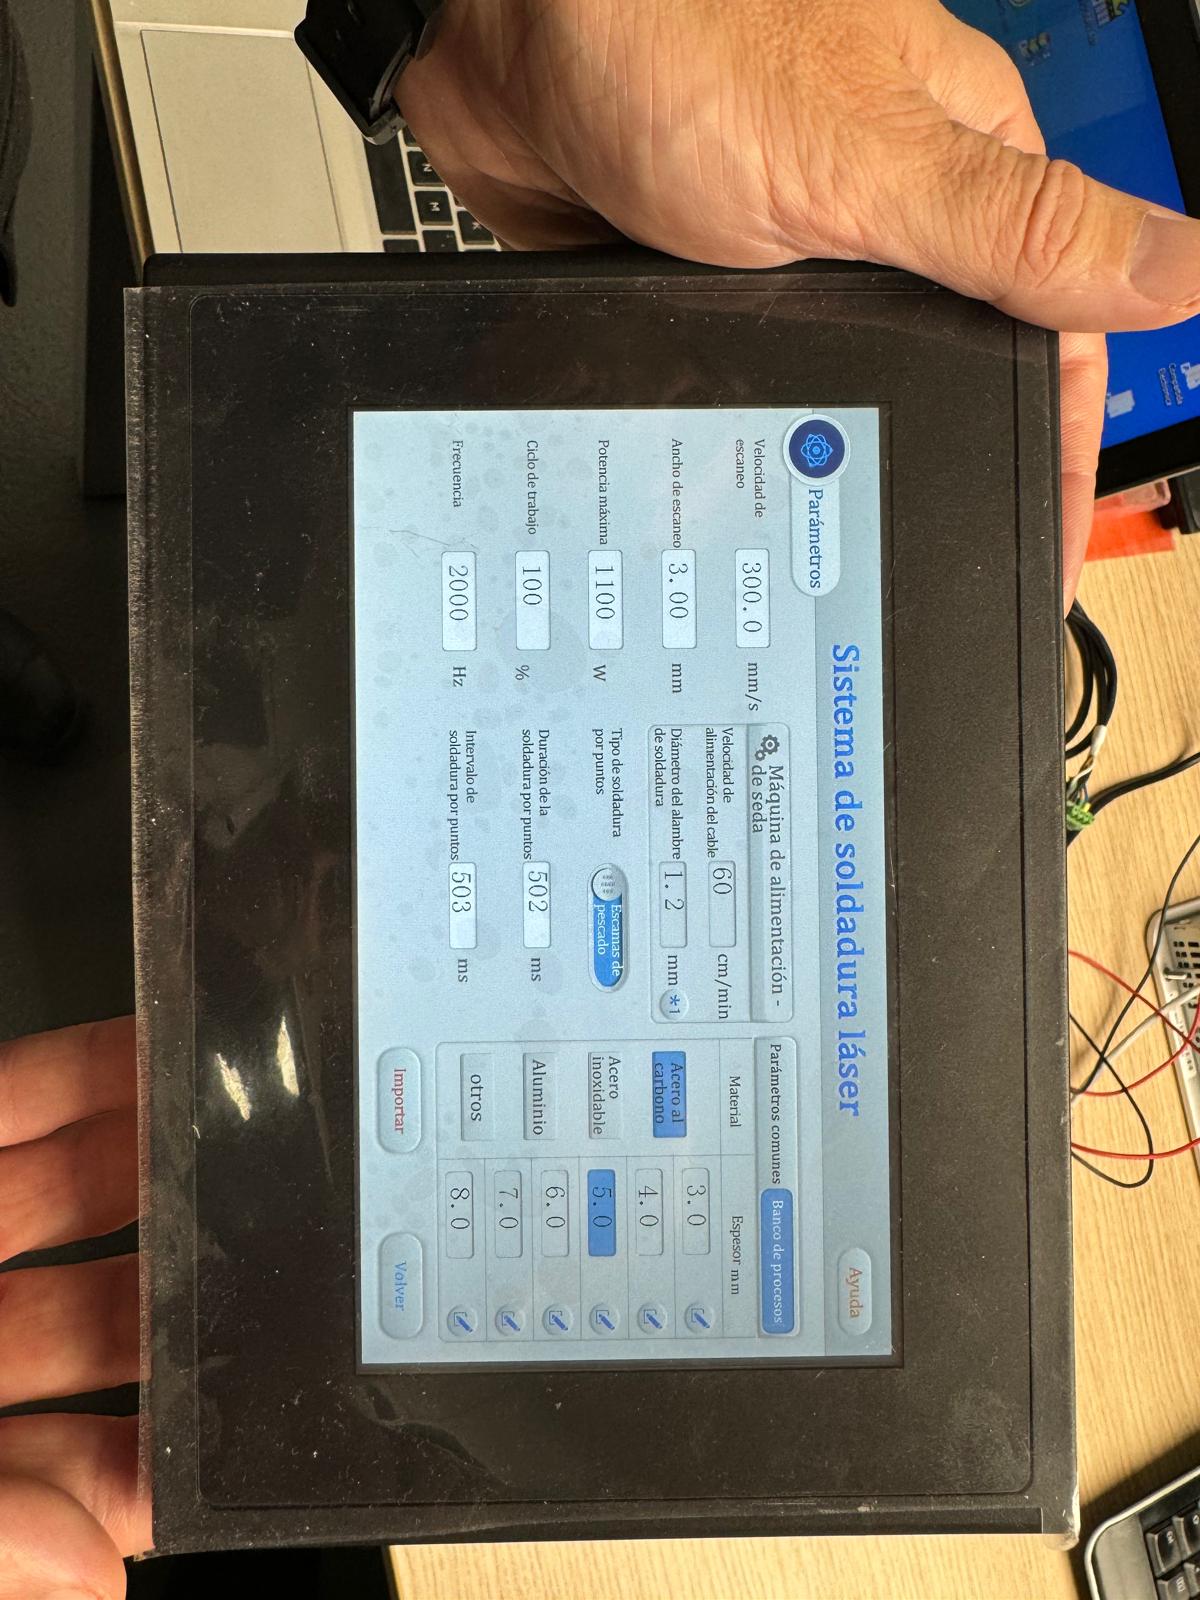 Compartida
Electronica
Sistema de soldadura láser
Ayuda
Parámetros
Velocidad de
escaneo
300.0
mm/s
Ancho de escaneo
3.00
mm
Potencia máxima
1100
W
Ciclo de trabajo
100
%
Frecuencia
2000
Hz
Máquina de alimentación -
de seda
Velocidad de
alimentación del cable
60
cm/min
Diámetro del alambre
de soldadura
1.2
mm
*1
Tipo de soldadura
por puntos
Escamas de
pescado
Duración de la
soldadura por puntos
502
ms
Intervalo de
soldadura por puntos
503
ms
Parámetros comunes
Banco de procesos
Material
Espesor mm
Acero al
carbono
Acero
inoxidable
Aluminio
otros
3.0
4.0
5.0
6.0
7.0
8.0
Importar
Volver
N
M
K